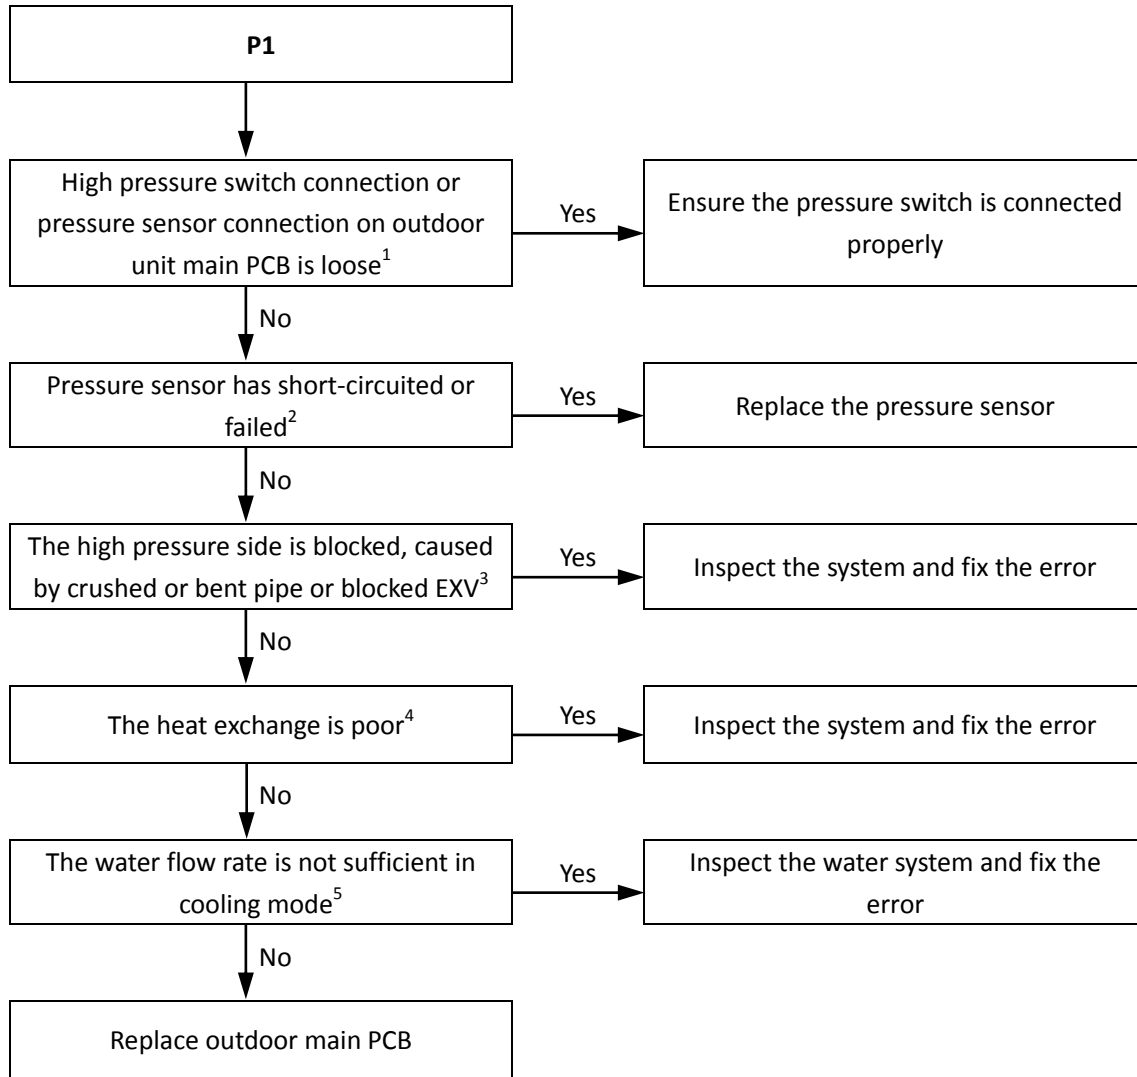 P1
High pressure switch connection or
pressure sensor connection on outdoor
unit main PCB is loose1
Yes
Ensure the pressure switch is connected
properly
No
Pressure sensor has short-circuited or
failed2
Yes
Replace the pressure sensor
No
The high pressure side is blocked, caused
by crushed or bent pipe or blocked EXV3
Yes
Inspect the system and fix the error
No
The heat exchange is poor4
Yes
Inspect the system and fix the error
No
The water flow rate is not sufficient in
cooling mode5
Yes
Inspect the water system and fix the
error
No
Replace outdoor main PCB